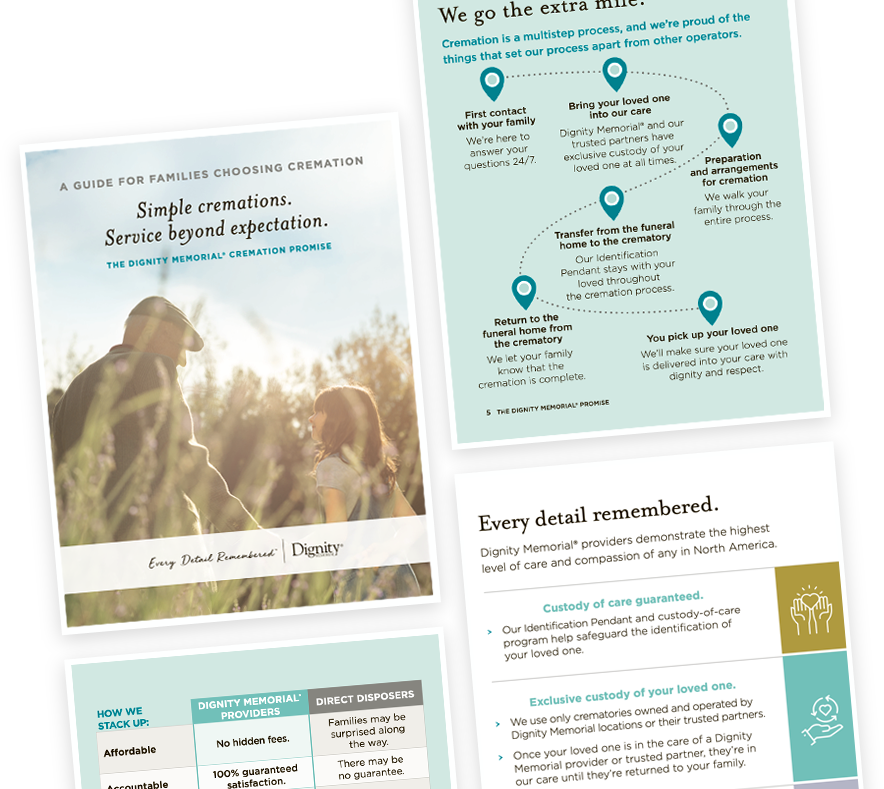 We go the extra mile.
Cremation is a multistep process, and we're proud of the
things that set our process apart from other operators.
First contact
with your family
We're here to
answer your
questions 24/7.
Bring your loved one
into our care
Dignity Memorial® and our
trusted partners have
exclusive custody of your
loved one at all times.
Preparation
and arrangements
for cremation
We walk your
family through the
entire process.
Transfer from the funeral
home to the crematory
Our Identification
Pendant stays with your
loved throughout
the cremation process.
Return to the
funeral home from
the crematory
We let your family
know that the
cremation is complete.
You pick up your loved one
We'll make sure your loved one
is delivered into your care with
dignity and respect.
5 THE DIGNITY MEMORIAL® PROMISE
A GUIDE FOR FAMILIES CHOOSING CREMATION
Simple cremations.
Service beyond expectation.
THE DIGNITY MEMORIAL® CREMATION PROMISE
Every Detail Remembered™
Dignity®
Every detail remembered.
Dignity Memorial® providers demonstrate the highest
level of care and compassion of any in North America.
Custody of care guaranteed.
› Our Identification Pendant and custody-of-care
program help safeguard the identification of
your loved one.
Exclusive custody of your loved one.
› We use only crematories owned and operated by
Dignity Memorial locations or their trusted partners.
› Once your loved one is in the care of a Dignity
Memorial provider or trusted partner, they're in
our care until they're returned to your family.
HOW WE
STACK UP:
DIGNITY MEMORIAL®
PROVIDERS
DIRECT DISPOSERS
Affordable
No hidden fees.
Families may be
surprised along
the way.
Accountable
100% guaranteed
satisfaction.
There may be
no guarantee.